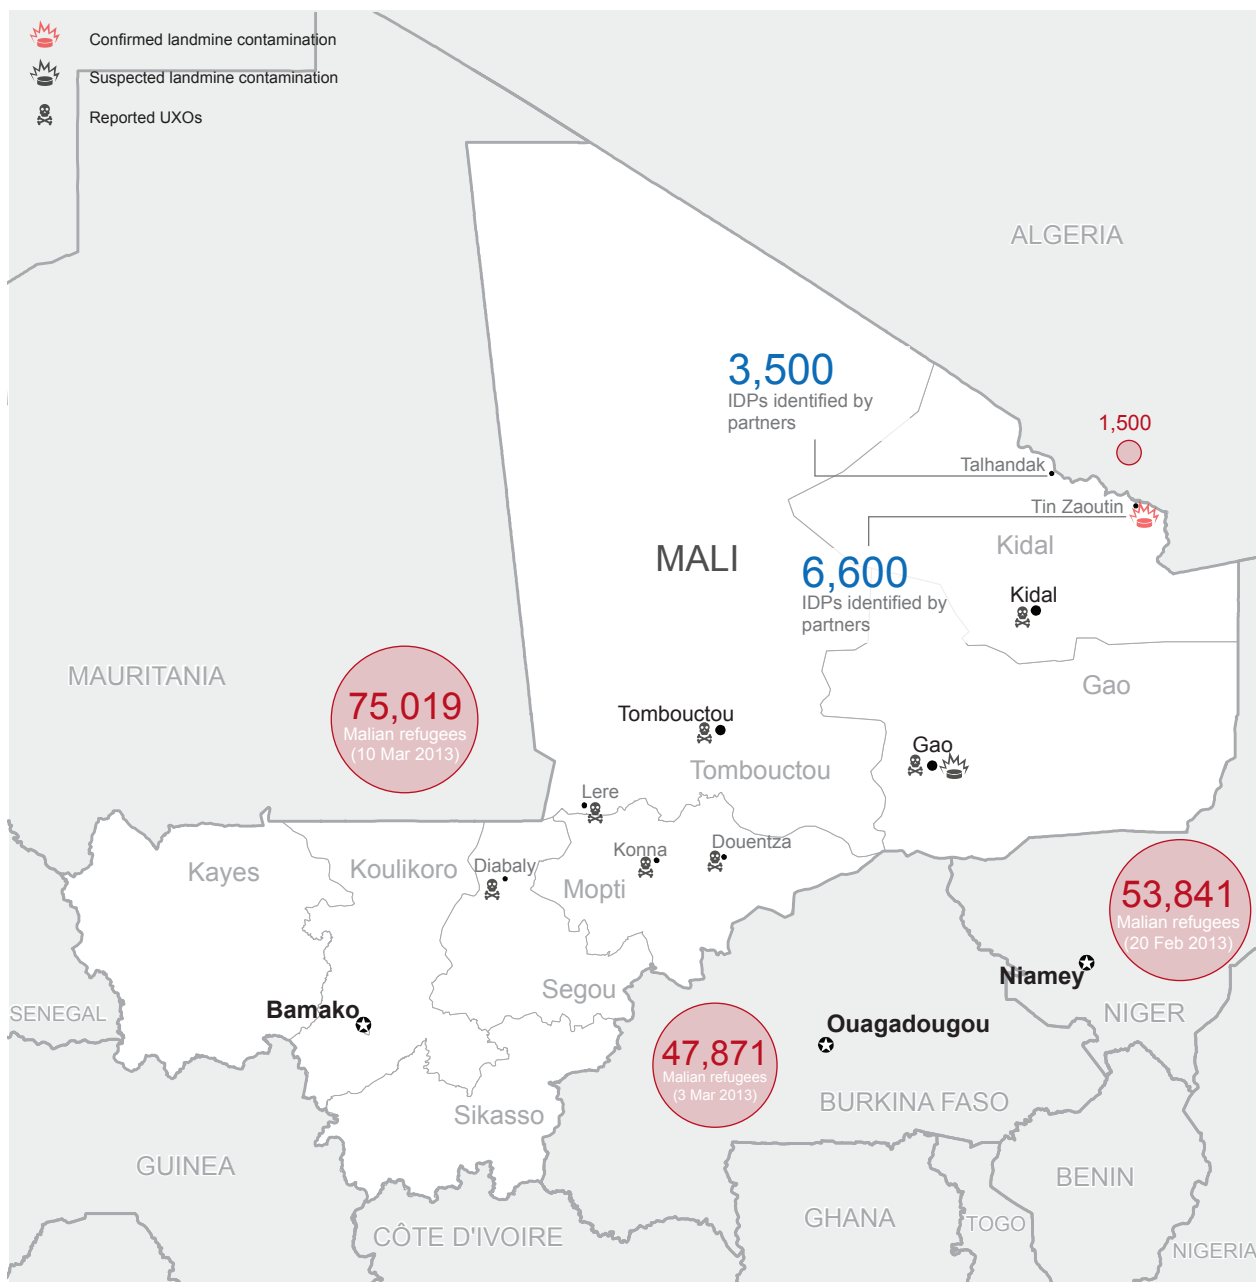 Confirmed landmine contamination
Suspected landmine contamination
Reported UXOs
ALGERIA
3,500
IDPs identified by
partners
1,500
Talhandak
Tin Zaoutin
Kidal
MALI
6,600
IDPs identified by
partners
Kidal
MAURITANIA
Gao
75,019
Malian refugees
(10 Mar 2013)
Tombouctou
Gao
Tombouctou
Lere
Konna
Douentza
Diabaly
Kayes
Koulikoro
Mopti
53,841
Malian refugees
(20 Feb 2013)
Niamey
Segou
SENEGAL
Bamako
NIGER
Ouagadougou
47,871
Malian refugees
(3 Mar 2013)
BURKINA FASO
Sikasso
GUINEA
BENIN
GHANA
TOGO
CÔTE D'IVOIRE
NIGERIA